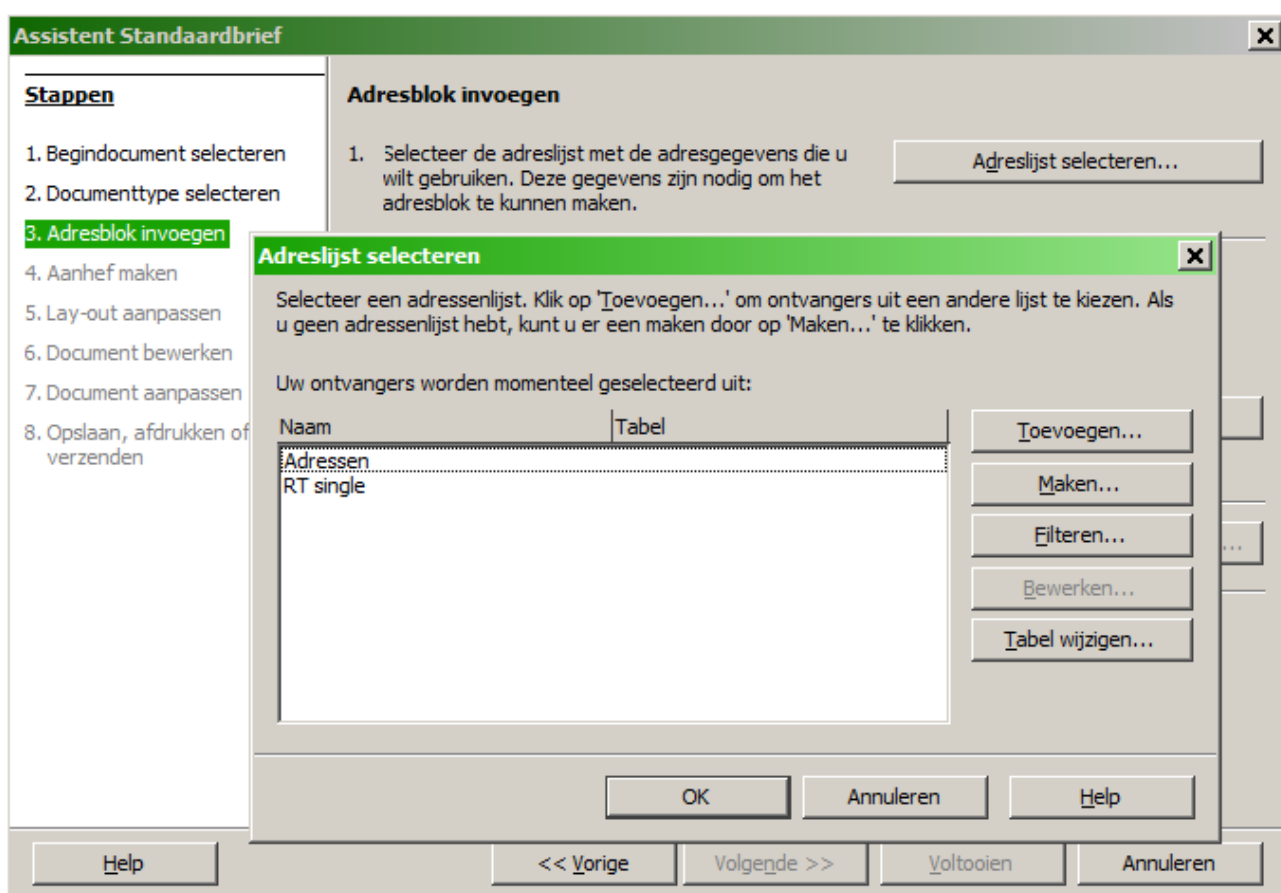 Assistent Standaardbrief
Stappen
1. Begindocument selecteren
2. Documenttype selecteren
3. Adresblok invoegen
4. Aanhef maken
5. Lay-out aanpassen
6. Document bewerken
7. Document aanpassen
8. Opslaan, afdrukken of
verzenden
Adresblok invoegen
1. Selecteer de adreslijst met de adresgegevens die u
wilt gebruiken. Deze gegevens zijn nodig om het
adresblok te kunnen maken.
Adreslijst selecteren...
Adreslijst selecteren
Selecteer een adressenlijst. Klik op 'Toevoegen...' om ontvangers uit een andere lijst te kiezen. Als
u geen adressenlijst hebt, kunt u er een maken door op 'Maken...' te klikken.
Uw ontvangers worden momenteel geselecteerd uit:
Naam Tabel
Adressen
RT single
Toevoegen...
Maken...
Filteren...
Bewerken...
Tabel wijzigen...
...
OK Annuleren Help
Help << Vorige Volgende >> Voltooien Annuleren